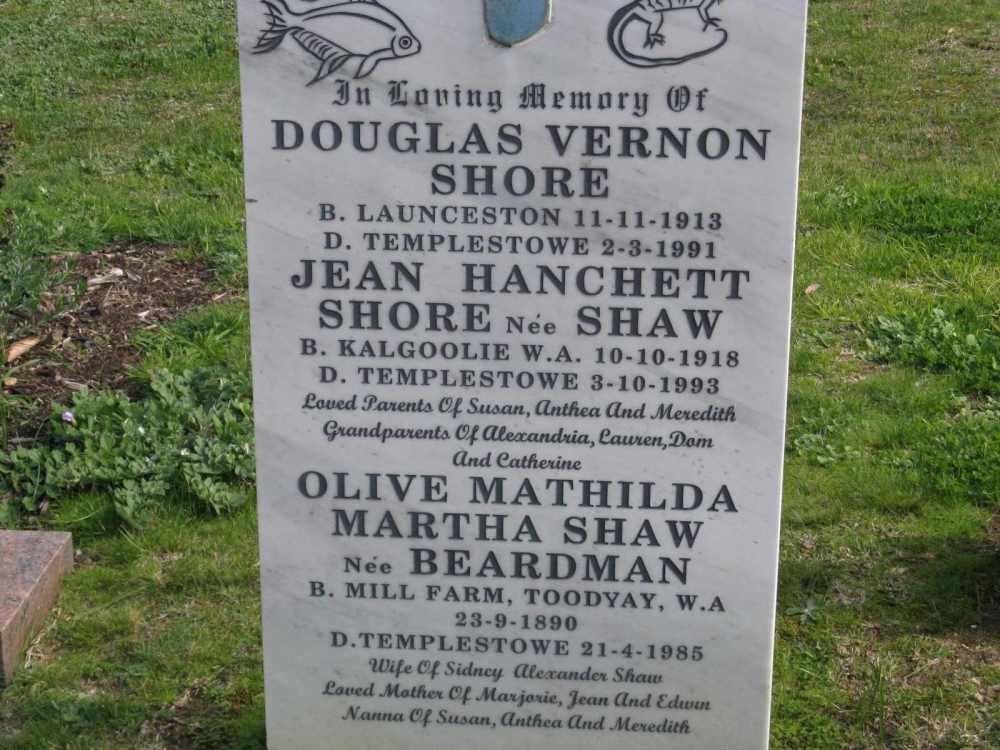 In Loving Memory Of
DOUGLAS VERNON
SHORE
B. LAUNCESTON 11-11-1913
D. TEMPLESTOWE 2-3-1991
JEAN HANCHETT
SHORE Née SHAW
B. KALGOOLIE W.A. 10-10-1918
D. TEMPLESTOWE 3-10-1993
Loved Parents Of Susan, Anthea And Meredith
Grandparents Of Alexandria, Lauren, Dom
And Catherine
OLIVE MATHILDA
MARTHA SHAW
Née BEARDMAN
B. MILL FARM, TOODYAY, W.A
23-9-1890
D. TEMPLESTOWE 21-4-1985
Wife Of Sidney Alexander Shaw
Loved Mother Of Marjorie, Jean And Edwin
Nanna Of Susan, Anthea And Meredith